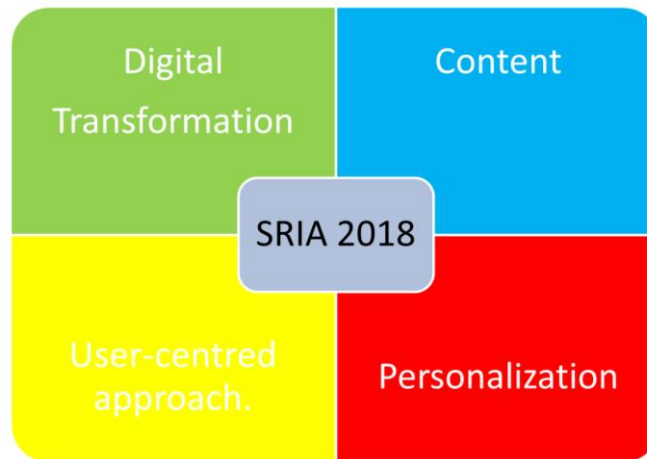 Digital
Transformation
Content
SRIA 2018
User-centred
approach.
Personalization